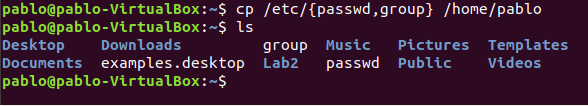 pablo@pablo-VirtualBox:~$ cp /etc/{passwd,group} /home/pablo
pablo@pablo-VirtualBox:~$ ls
Desktop    Downloads         group  Music   Pictures  Templates
Documents  examples.desktop  Lab2   passwd  Public    Videos
pablo@pablo-VirtualBox:~$